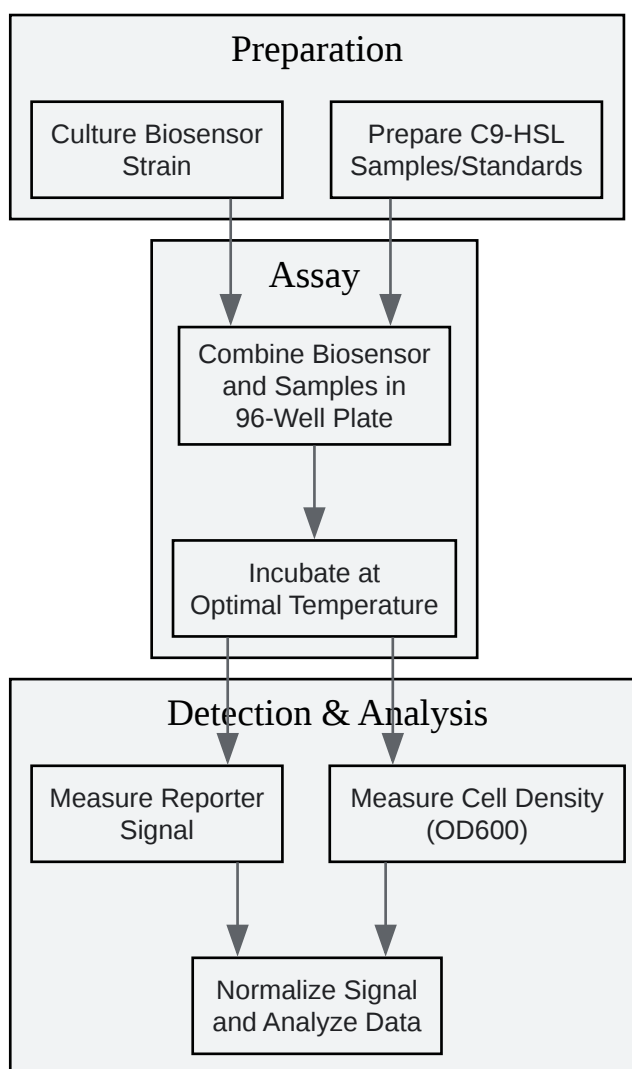 Preparation
Culture Biosensor
Strain
Prepare C9-HSL
Samples/Standards
Assay
Combine Biosensor
and Samples in
96-Well Plate
Incubate at
Optimal Temperature
Detection & Analysis
Measure Reporter
Signal
Measure Cell Density
(OD600)
Normalize Signal
and Analyze Data